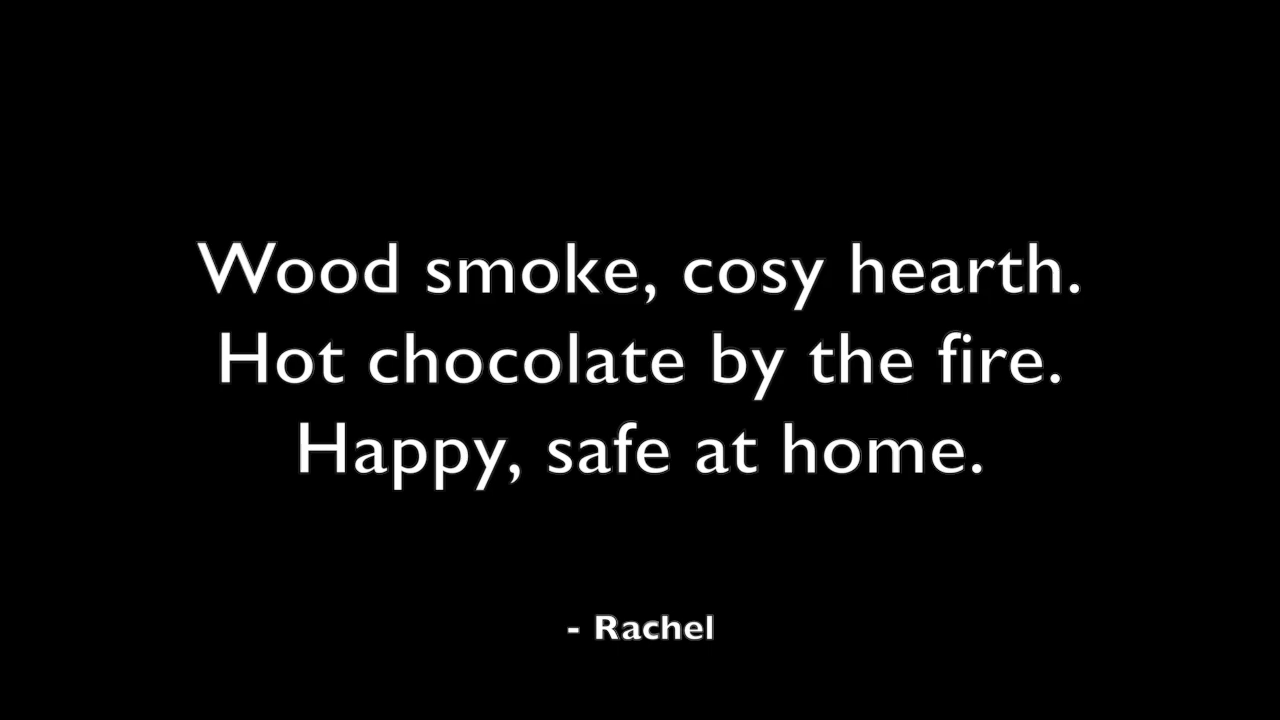 Wood smoke, cosy hearth.
Hot chocolate by the fire.
Happy, safe at home.
- Rachel